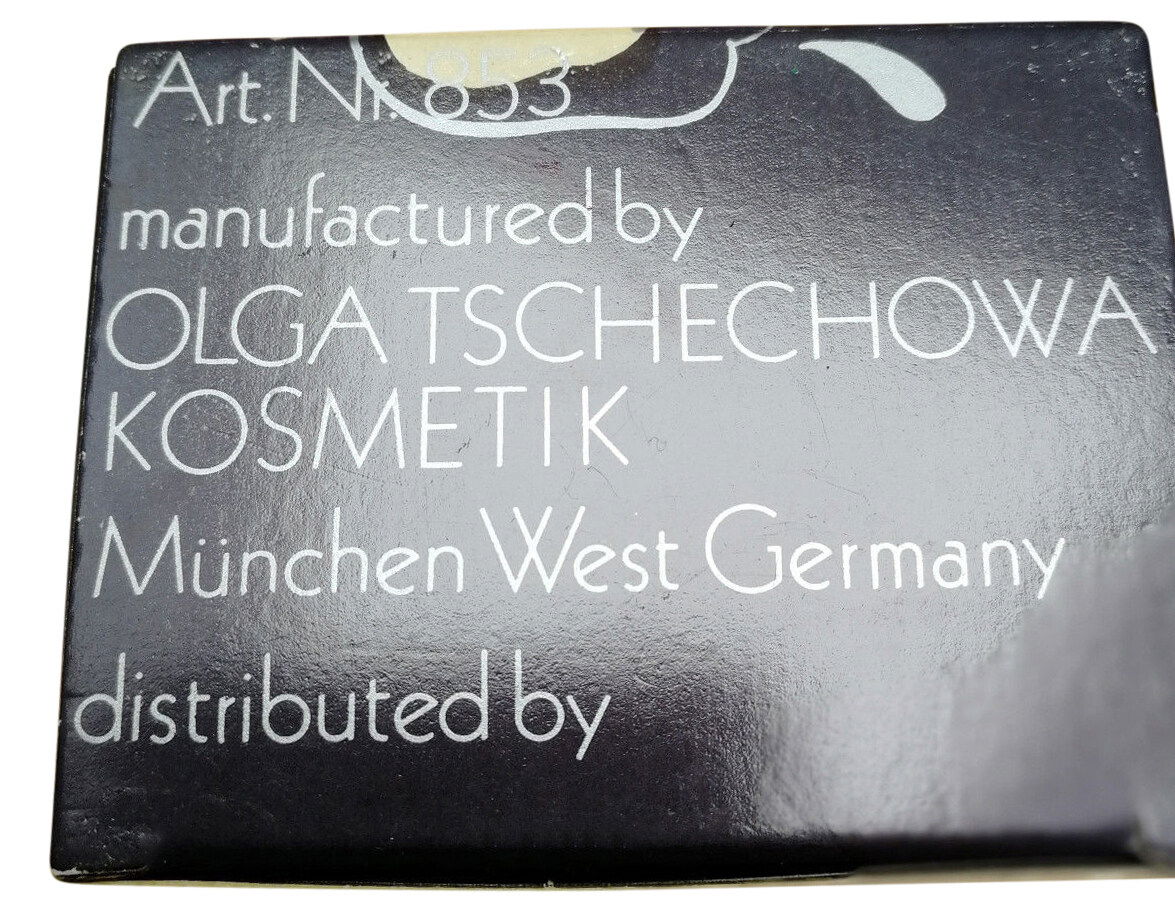 Art. Nr. 853
manufactured by
OLGA TSCHECHOWA
KOSMETIK
München West Germany
distributed by